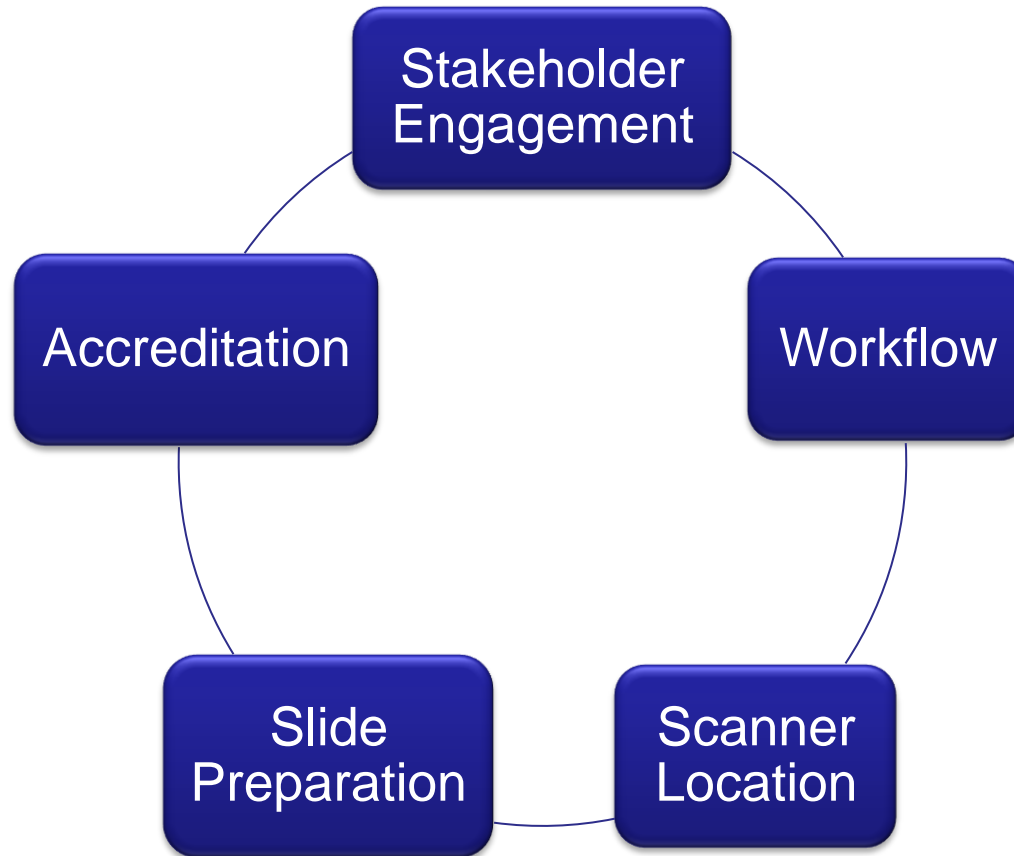 Stakeholder
Engagement
Workflow
Scanner
Location
Slide
Preparation
Accreditation